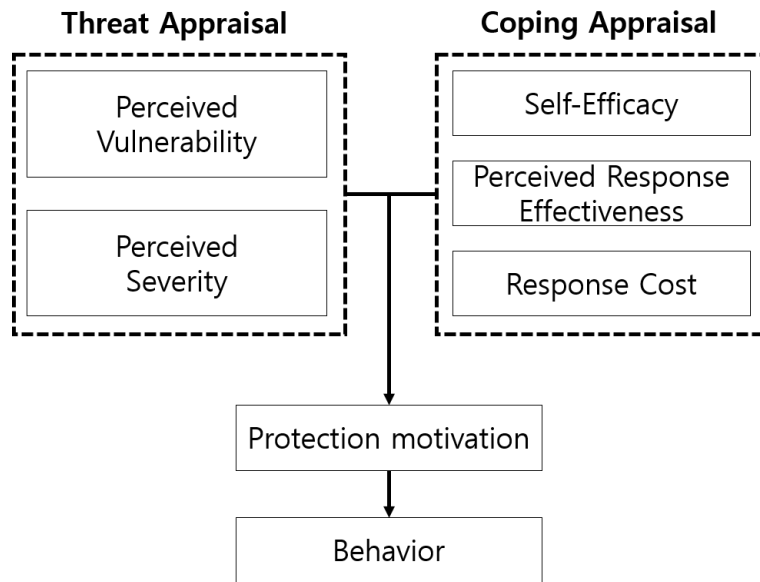 Threat Appraisal
Perceived
Vulnerability
Perceived
Severity
Coping Appraisal
Self-Efficacy
Perceived Response
Effectiveness
Response Cost
Protection motivation
Behavior